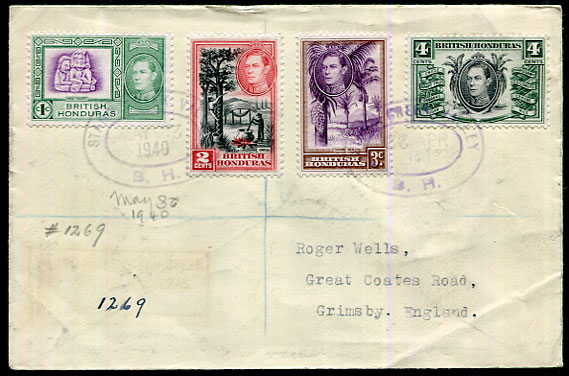 1c
BRITISH
HONDURAS
2
CENTS
BRITISH
HONDURAS
3c
BRITISH
HONDURAS
4
CENTS
BRITISH HONDURAS
4
CENTS
1940
B. H.
B. H.
May 30
1940
#1269
1269
Roger Wells,
Great Coates Road,
Grimsby. England.